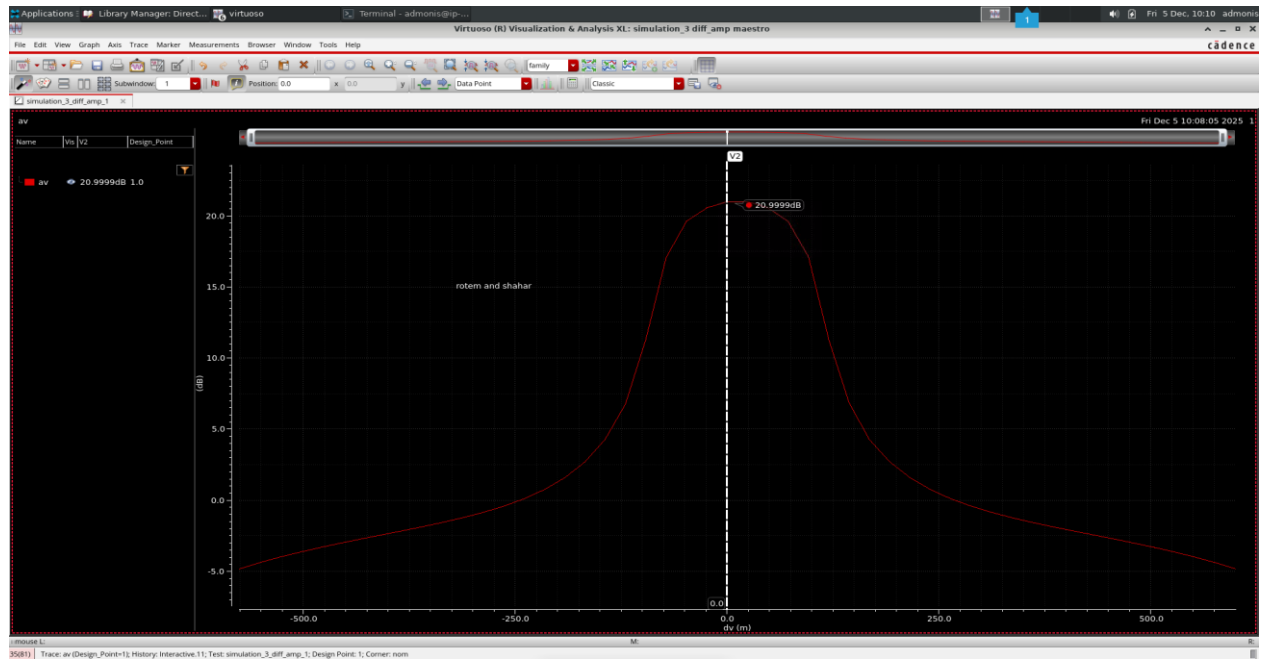 Applications : Library Manager: Direct... virtuoso Terminal - admonis@ip-... 1 Fri 5 Dec, 10:10 admonis
Virtuoso (R) Visualization & Analysis XL: simulation_3 diff_amp maestro
File Edit View Graph Axis Trace Marker Measurements Browser Window Tools Help cādence
family
Subwindow: 1 Position: 0.0 x 0.0 y Data Point Classic
simulation_3_diff_amp_1
av Fri Dec 5 10:08:05 2025 1
Name Vis V2 Design_Point
V2
av 20.9999dB 1.0
20.9999dB
20.0
15.0
rotem and shahar
10.0
(dB)
5.0
0.0
-5.0
0.0
-500.0 -250.0 0.0 250.0 500.0
dv (m)
mouse L: M: R:
35(81) Trace: av (Design_Point=1); History: Interactive.11; Test: simulation_3_diff_amp_1; Design Point: 1; Corner: nom